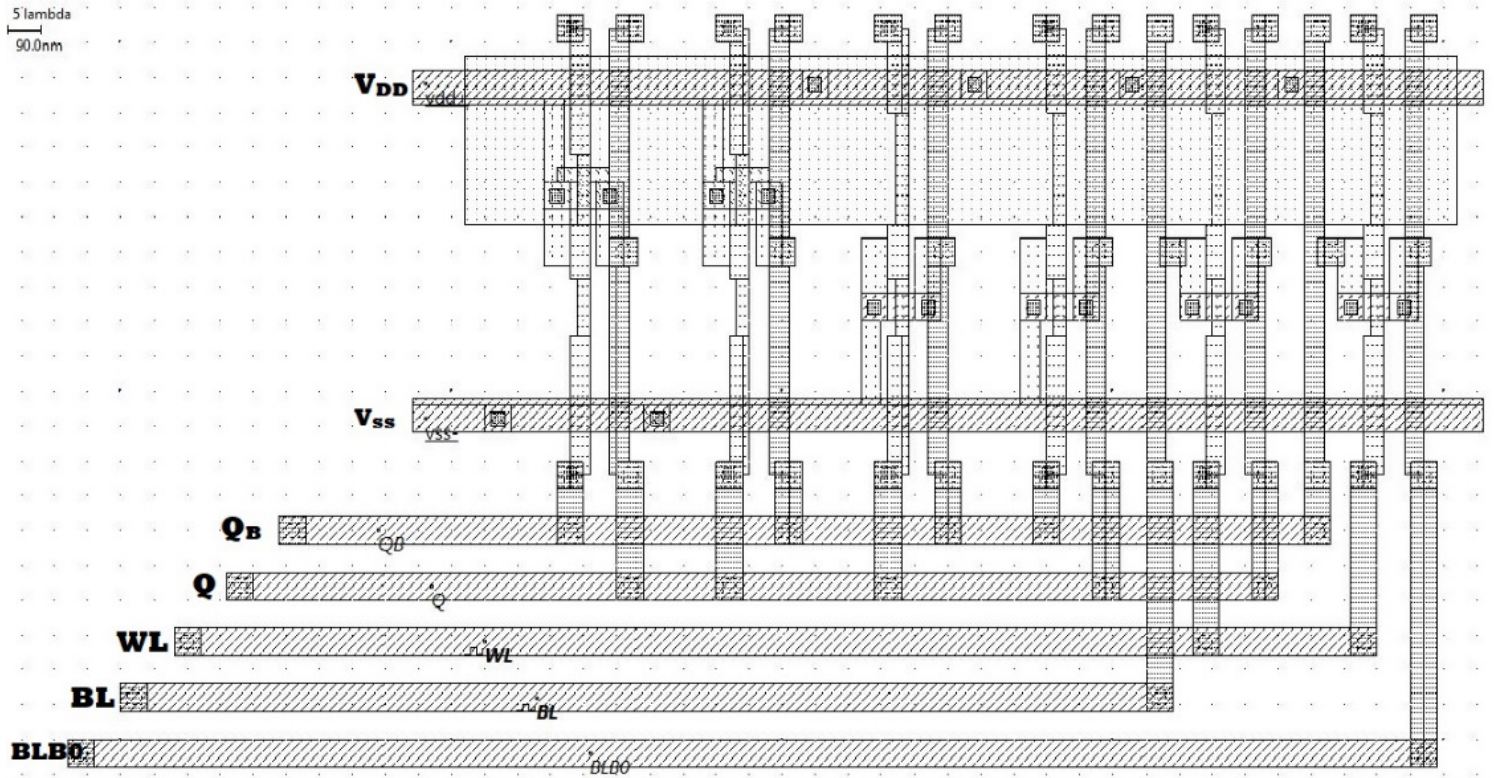 5 lambda
90.0nm
VDD
vdd+
VSS
vss-
QB
QB
Q
Q
WL
WL
BL
BL
BLB0
BLB0